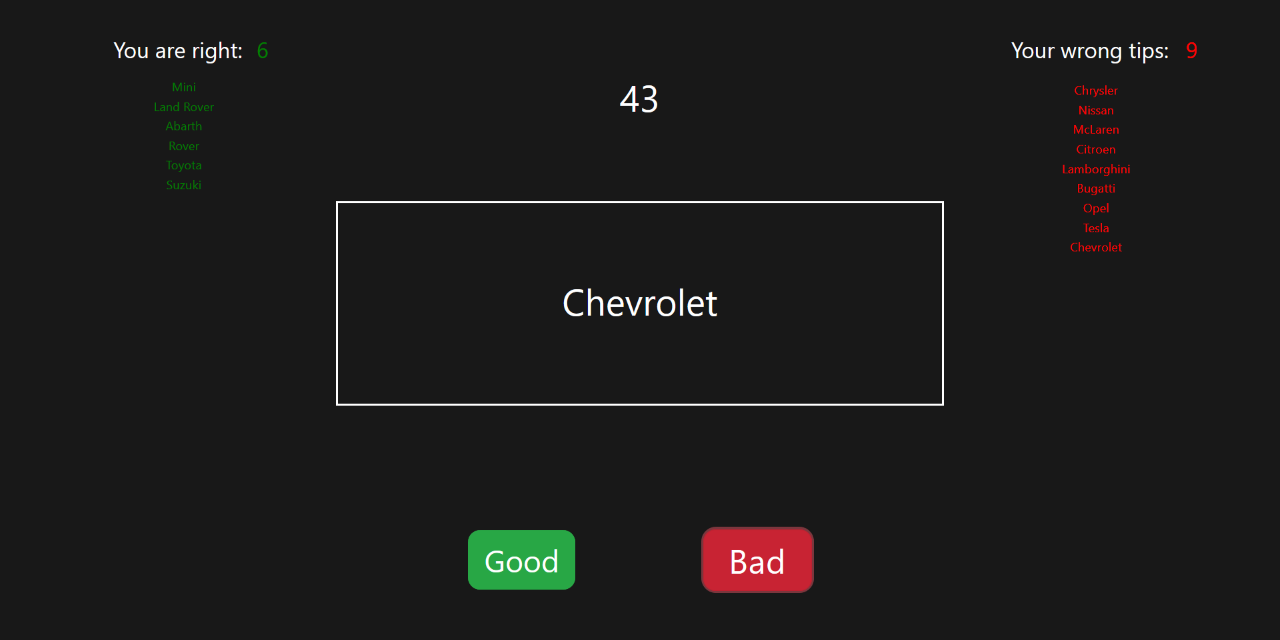 You are right: 6
Mini
Land Rover
Abarth
Rover
Toyota
Suzuki
43
Your wrong tips: 9
Chrysler
Nissan
McLaren
Citroen
Lamborghini
Bugatti
Opel
Tesla
Chevrolet
Chevrolet
Good
Bad